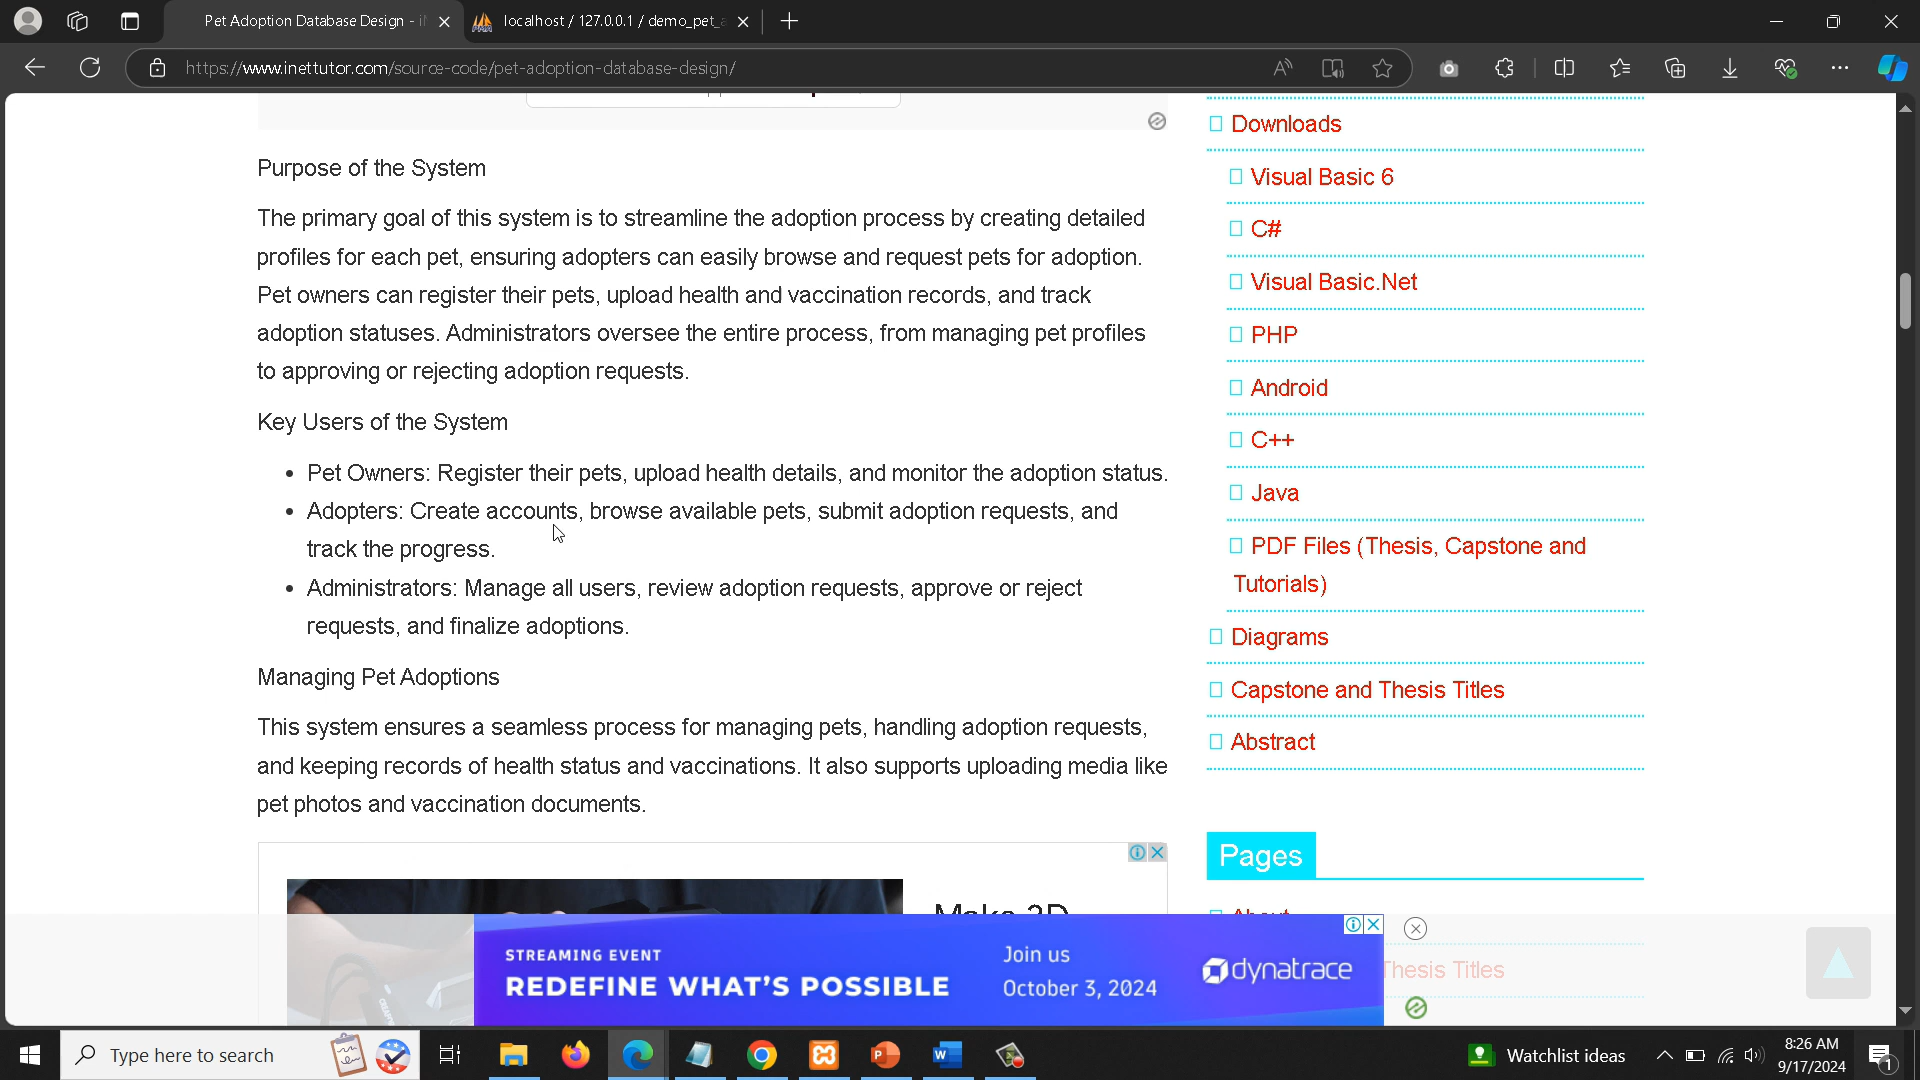 Pet Adoption Database Design - i
localhost / 127.0.0.1 / demo_pet_a
https://www.inettutor.com/source-code/pet-adoption-database-design/
Purpose of the System
The primary goal of this system is to streamline the adoption process by creating detailed
profiles for each pet, ensuring adopters can easily browse and request pets for adoption.
Pet owners can register their pets, upload health and vaccination records, and track
adoption statuses. Administrators oversee the entire process, from managing pet profiles
to approving or rejecting adoption requests.
Key Users of the System
• Pet Owners: Register their pets, upload health details, and monitor the adoption status.
• Adopters: Create accounts, browse available pets, submit adoption requests, and
track the progress.
• Administrators: Manage all users, review adoption requests, approve or reject
requests, and finalize adoptions.
Managing Pet Adoptions
This system ensures a seamless process for managing pets, handling adoption requests,
and keeping records of health status and vaccinations. It also supports uploading media like
pet photos and vaccination documents.
Downloads
Visual Basic 6
C#
Visual Basic.Net
PHP
Android
C++
Java
PDF Files (Thesis, Capstone and
Tutorials)
Diagrams
Capstone and Thesis Titles
Abstract
Pages
About
Thesis Titles
Make 3D
STREAMING EVENT
REDEFINE WHAT'S POSSIBLE
Join us
October 3, 2024
dynatrace
Type here to search
Watchlist ideas
8:26 AM
9/17/2024
1